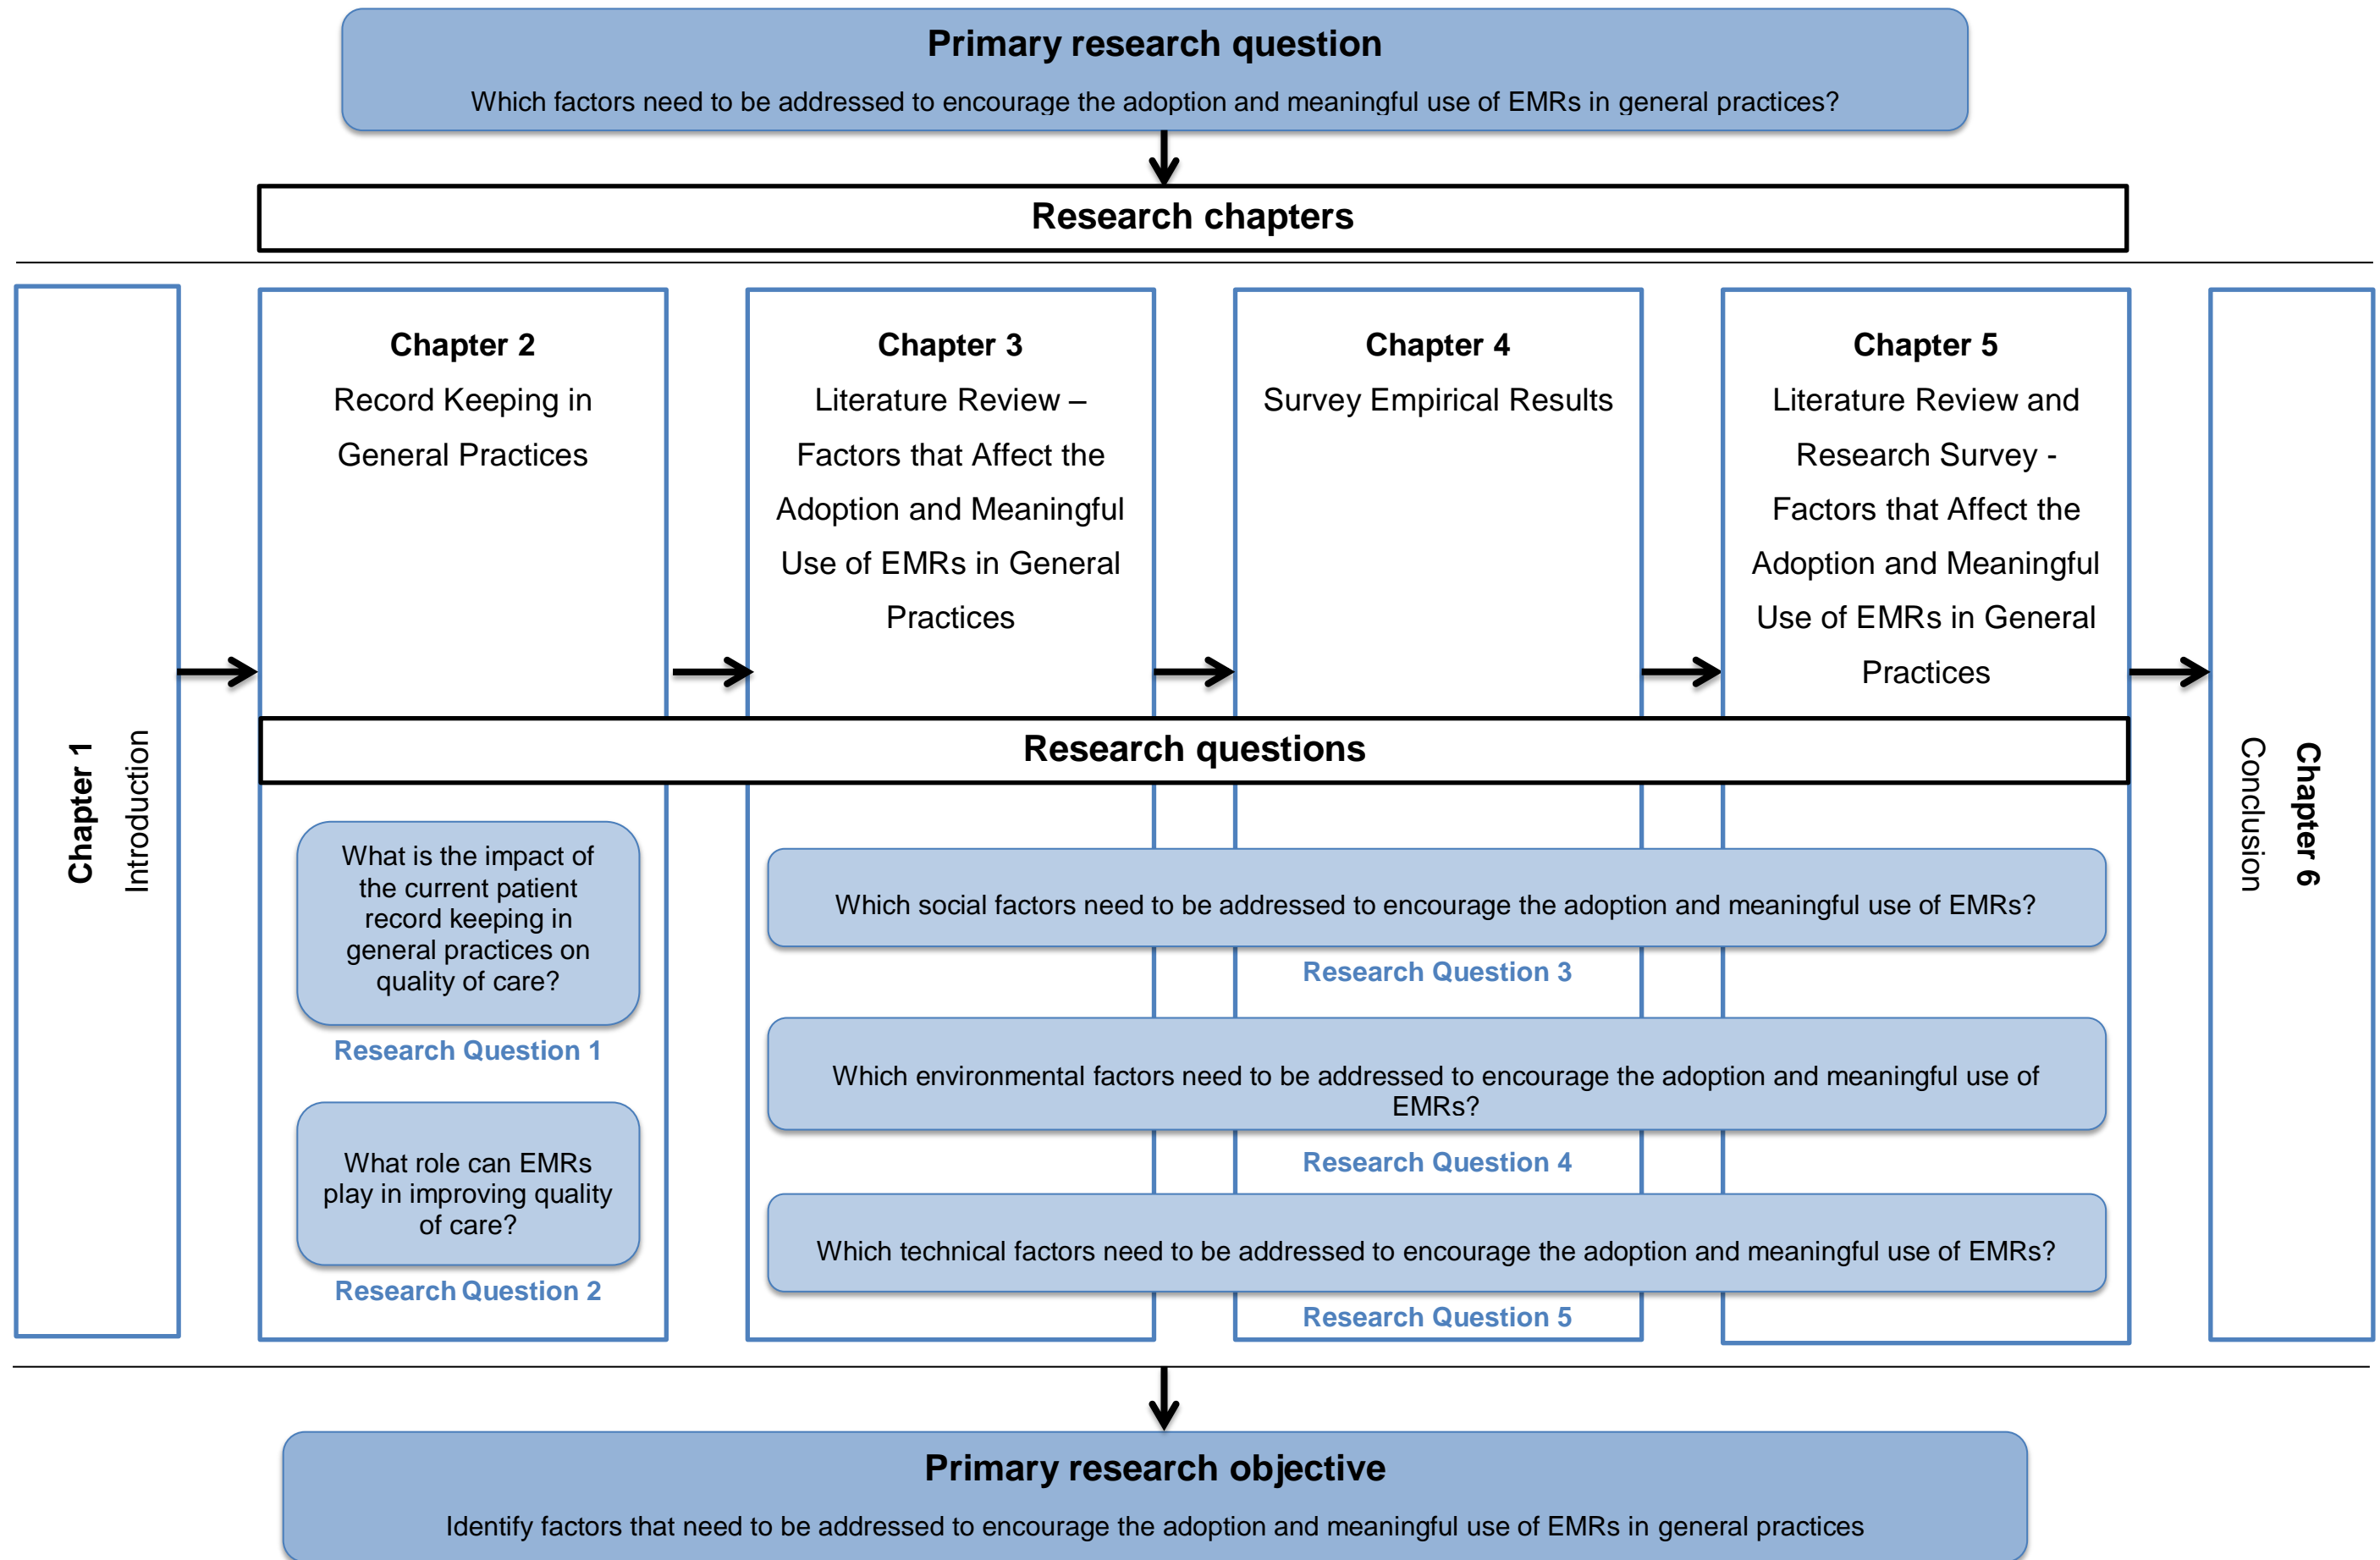 Primary research question
Which factors need to be addressed to encourage the adoption and meaningful use of EMRs in general practices?
Research chapters
Chapter 1
Introduction
Chapter 2
Record Keeping in
General Practices
Chapter 3
Literature Review –
Factors that Affect the
Adoption and Meaningful
Use of EMRs in General
Practices
Chapter 4
Survey Empirical Results
Chapter 5
Literature Review and
Research Survey -
Factors that Affect the
Adoption and Meaningful
Use of EMRs in General
Practices
Chapter 6
Conclusion
Research questions
What is the impact of
the current patient
record keeping in
general practices on
quality of care?
Research Question 1
What role can EMRs
play in improving quality
of care?
Research Question 2
Which social factors need to be addressed to encourage the adoption and meaningful use of EMRs?
Research Question 3
Which environmental factors need to be addressed to encourage the adoption and meaningful use of
EMRs?
Research Question 4
Which technical factors need to be addressed to encourage the adoption and meaningful use of EMRs?
Research Question 5
Primary research objective
Identify factors that need to be addressed to encourage the adoption and meaningful use of EMRs in general practices